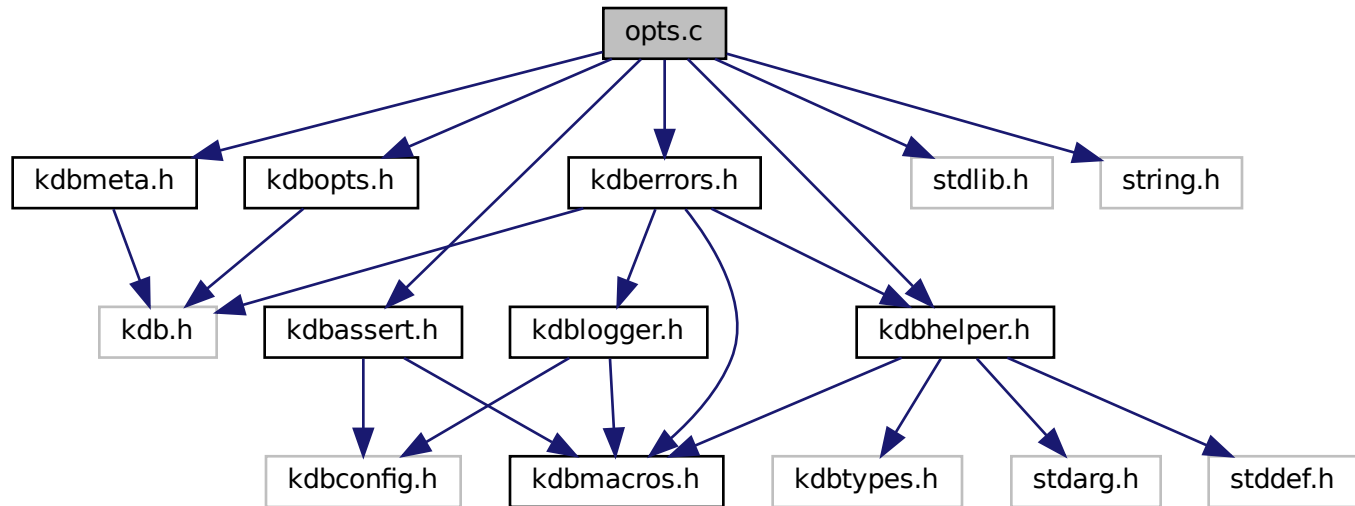 opts.c
kdbmeta.h
kdbopts.h
kdberrors.h
stdlib.h
string.h
kdb.h
kdbassert.h
kdblogger.h
kdbhelper.h
kdbconfig.h
kdbmacros.h
kdbtypes.h
stdarg.h
stddef.h